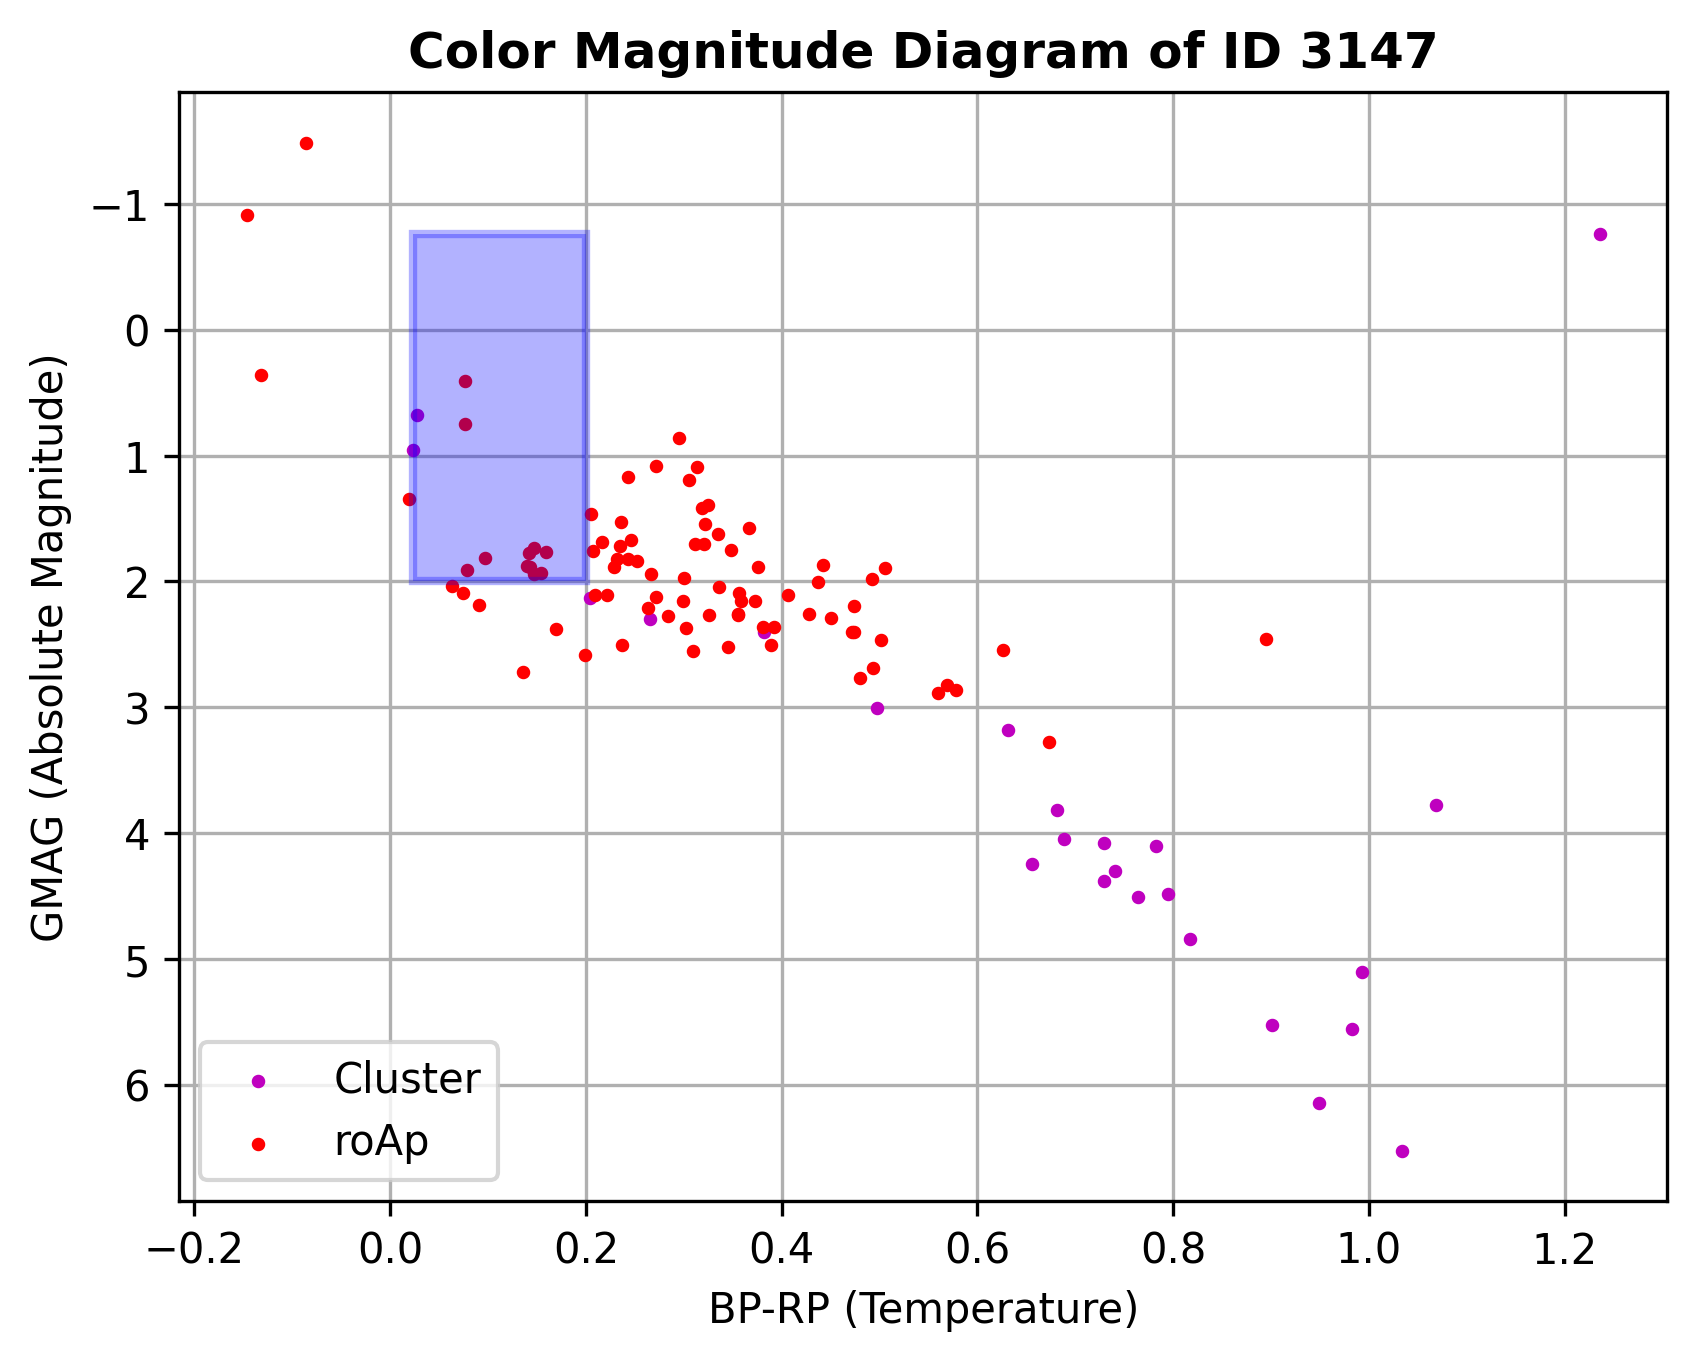 Color Magnitude Diagram of ID 3147
GMAG (Absolute Magnitude)
−1
0
1
2
3
4
5
6
Cluster
roAp
−0.2 0.0 0.2 0.4 0.6 0.8 1.0 1.2
BP-RP (Temperature)